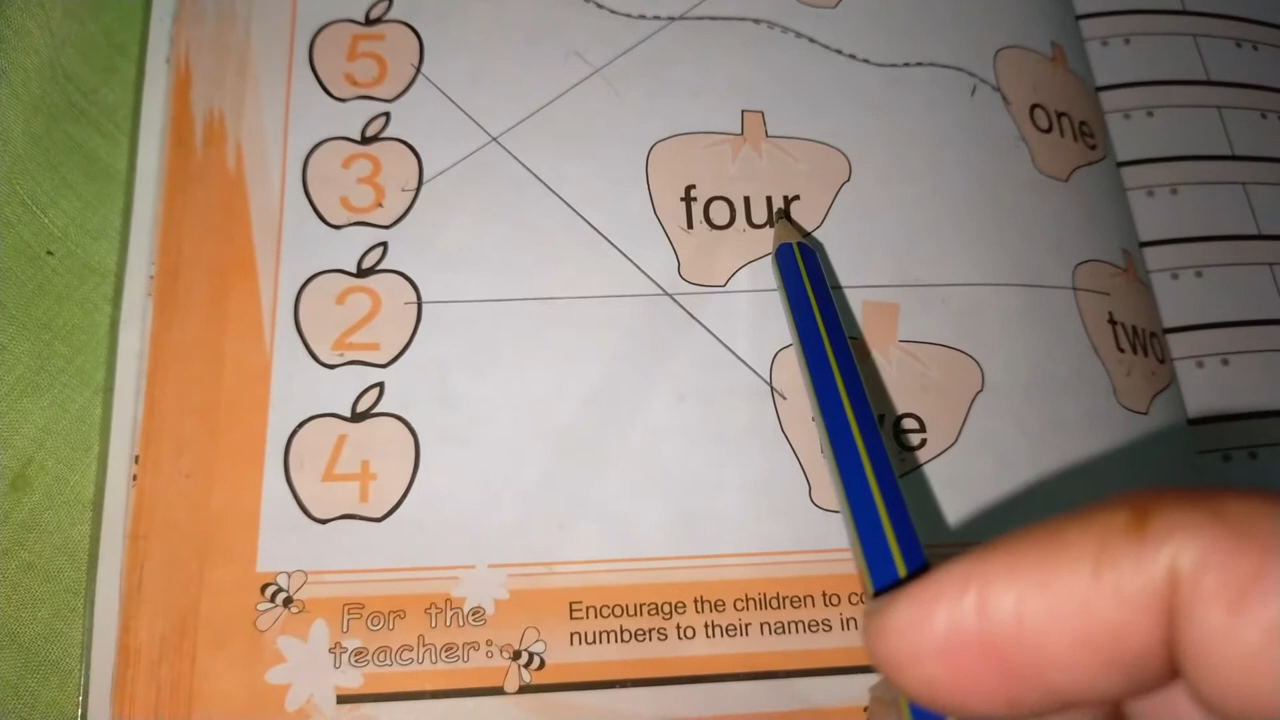 5
one
3
four
2
two
4
For the
teacher:
Encourage the children to
numbers to their names in